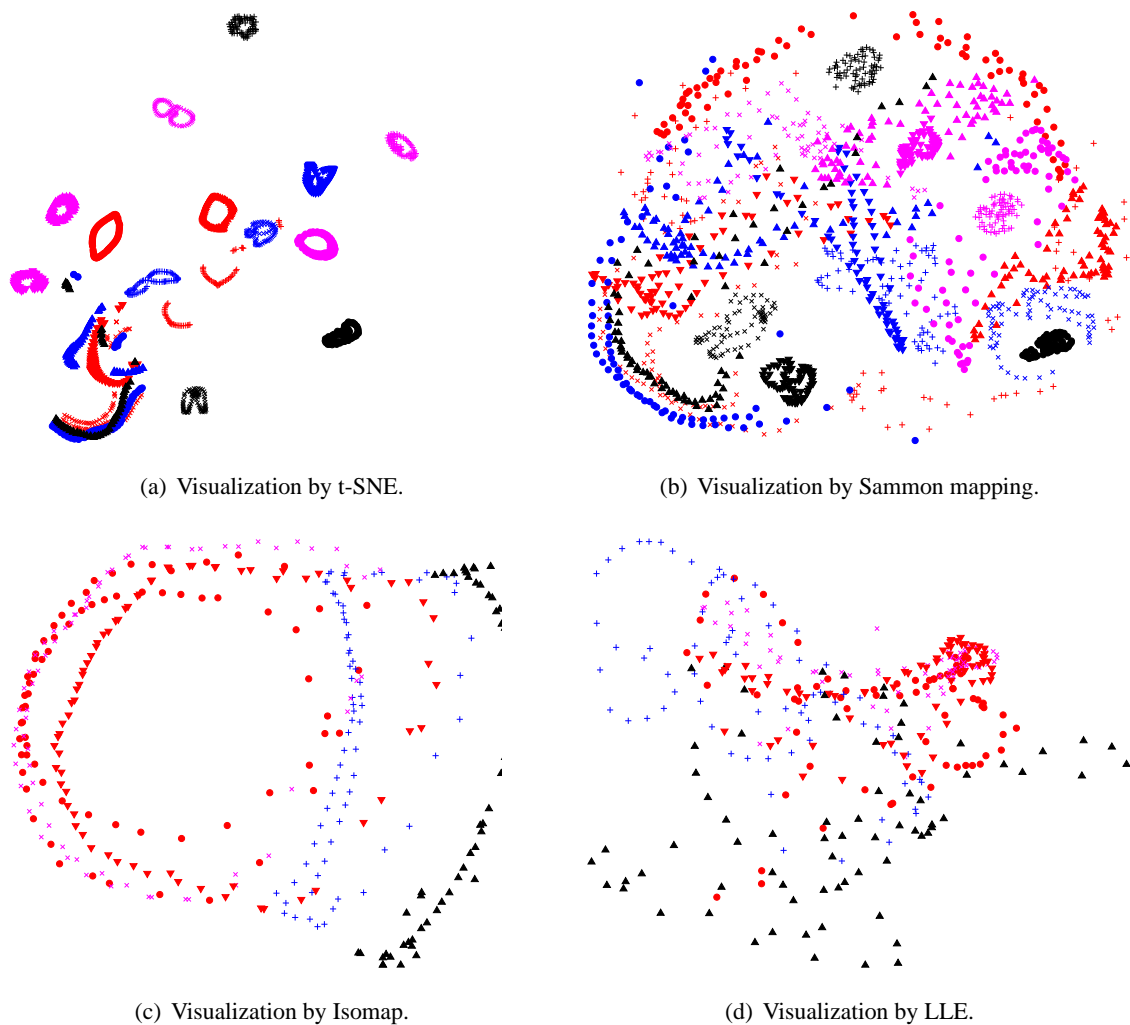 (a) Visualization by t-SNE.
(b) Visualization by Sammon mapping.
(c) Visualization by Isomap.
(d) Visualization by LLE.